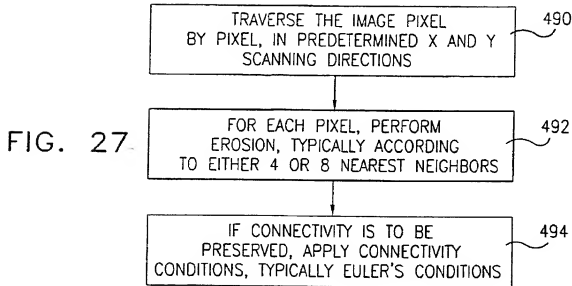 TRAVERSE THE IMAGE PIXEL
BY PIXEL, IN PREDETERMINED X AND Y
SCANNING DIRECTIONS
490
FIG. 27
FOR EACH PIXEL, PERFORM
EROSION, TYPICALLY ACCORDING
TO EITHER 4 OR 8 NEAREST NEIGHBORS
492
IF CONNECTIVITY IS TO BE
PRESERVED, APPLY CONNECTIVITY
CONDITIONS, TYPICALLY EULER'S CONDITIONS
494